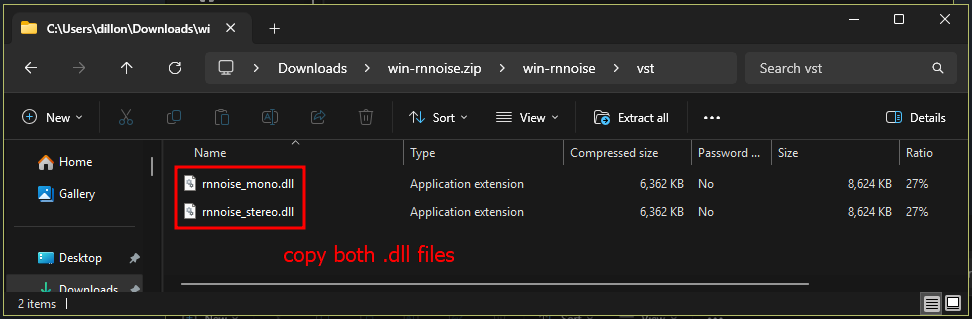 C:\Users\dillon\Downloads\wi
Downloads > win-rnnoise.zip > win-rnnoise > vst
Search vst
New
Sort
View
Extract all
Details
Home
Gallery
Desktop
Downloads
Name Type Compressed size Password ... Size Ratio
rnnoise_mono.dll Application extension 6,362 KB No 8,624 KB 27%
rnnoise_stereo.dll Application extension 6,362 KB No 8,624 KB 27%
copy both .dll files
2 items
New Sort View